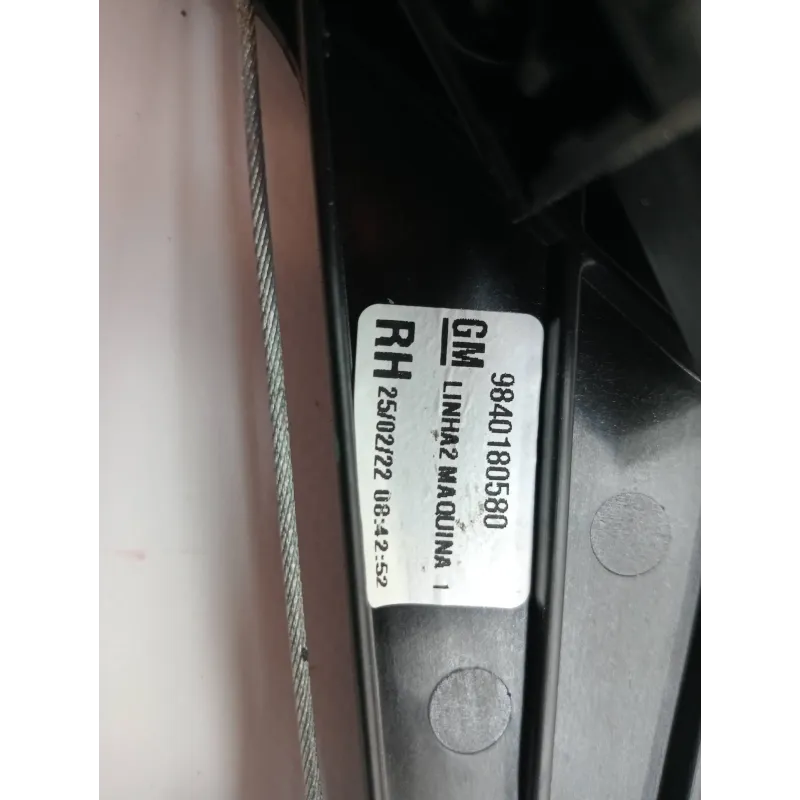 9840180580
GM LINHA2 MAQUINA 1
RH 25/02/22 08:42:52